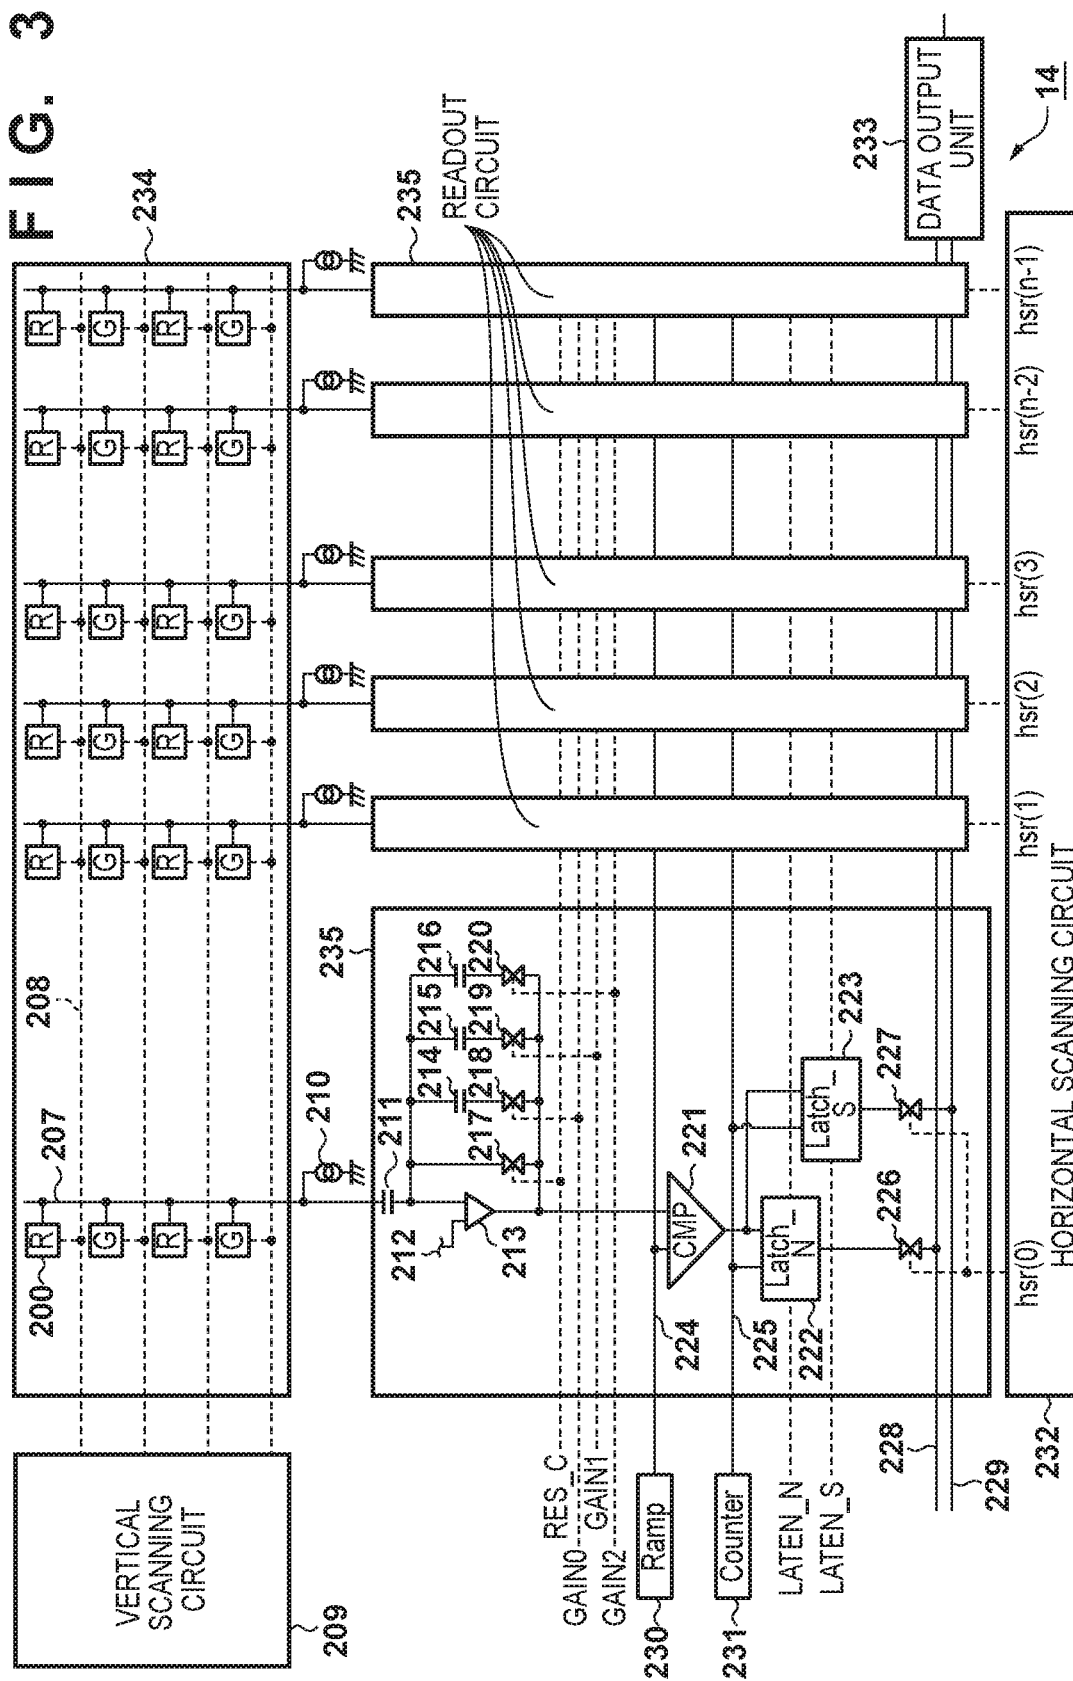 FIG. 3
VERTICAL
SCANNING
CIRCUIT
209
200
R
G
R
G
207
208
R
G
R
G
R
G
R
G
R
G
R
G
R
G
R
G
R
G
R
G
234
210
211
212
213
214
215
216
217
218
219
220
235
235
READOUT
CIRCUIT
RES_C
GAIN0
GAIN1
GAIN2
Ramp
230
224
CMP
221
Counter
231
225
LATEN_N
LATEN_S
Latch_
N
222
Latch_
S
223
226
227
228
229
233
DATA OUTPUT
UNIT
14
hsr(0)
hsr(1)
hsr(2)
hsr(3)
hsr(n-2)
hsr(n-1)
HORIZONTAL SCANNING CIRCUIT
232